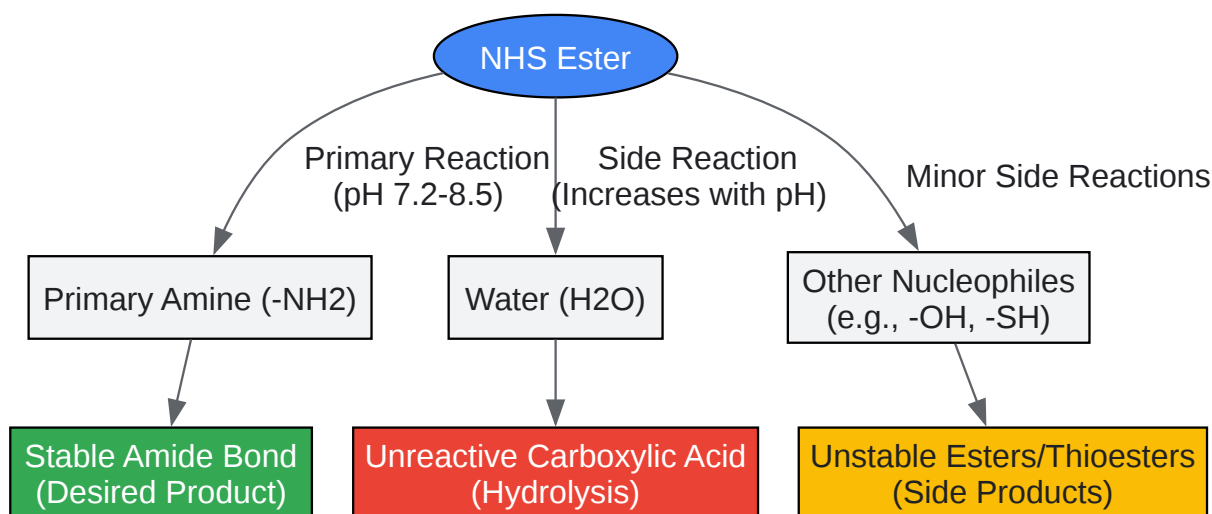 NHS Ester
Primary Reaction
(pH 7.2-8.5)
Side Reaction
(Increases with pH)
Minor Side Reactions
Primary Amine (-NH2)
Water (H2O)
Other Nucleophiles
(e.g., -OH, -SH)
Stable Amide Bond
(Desired Product)
Unreactive Carboxylic Acid
(Hydrolysis)
Unstable Esters/Thioesters
(Side Products)